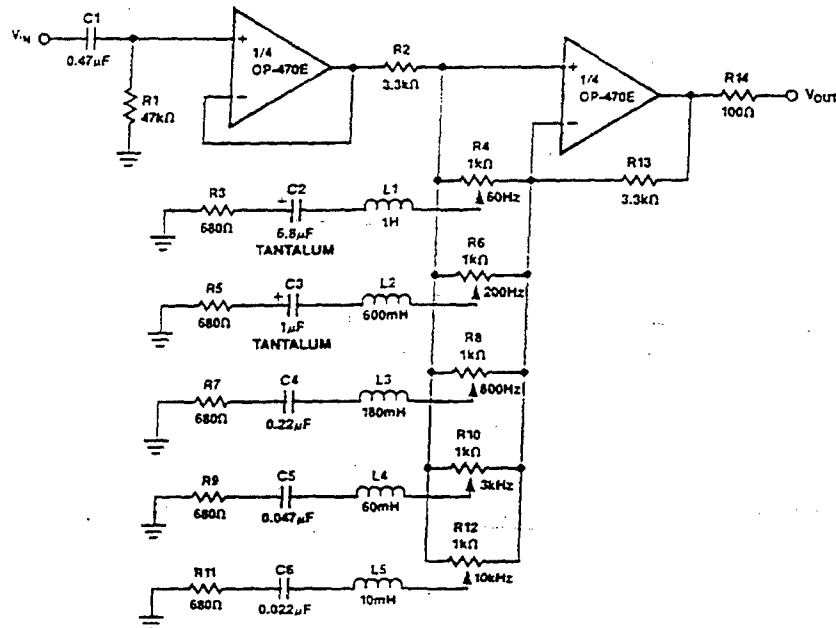 C1
V_IN
0.47μF
R1
47kΩ
+
1/4
OP-470E
−
R2
3.3kΩ
+
1/4
OP-470E
−
R14
100Ω
V_OUT
R13
3.3kΩ
R4
1kΩ
60Hz
R3
680Ω
+
C2
6.8μF
TANTALUM
L1
1H
R6
1kΩ
200Hz
R5
680Ω
+
C3
1μF
TANTALUM
L2
600mH
R8
1kΩ
800Hz
R7
680Ω
C4
0.22μF
L3
180mH
R10
1kΩ
3kHz
R9
680Ω
C5
0.047μF
L4
60mH
R12
1kΩ
10kHz
R11
680Ω
C6
0.022μF
L5
10mH